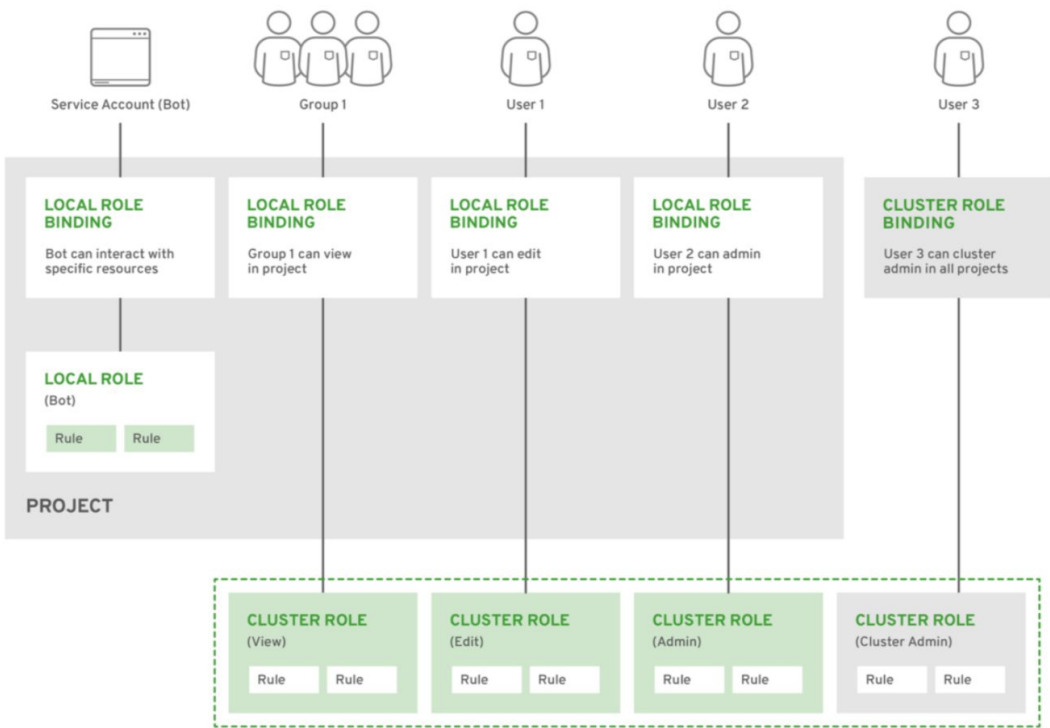 Service Account (Bot)
Group 1
User 1
User 2
User 3
LOCAL ROLE
BINDING
Bot can interact with
specific resources
LOCAL ROLE
BINDING
Group 1 can view
in project
LOCAL ROLE
BINDING
User 1 can edit
in project
LOCAL ROLE
BINDING
User 2 can admin
in project
CLUSTER ROLE
BINDING
User 3 can cluster
admin in all projects
LOCAL ROLE
(Bot)
Rule
Rule
PROJECT
CLUSTER ROLE
(View)
Rule
Rule
CLUSTER ROLE
(Edit)
Rule
Rule
CLUSTER ROLE
(Admin)
Rule
Rule
CLUSTER ROLE
(Cluster Admin)
Rule
Rule